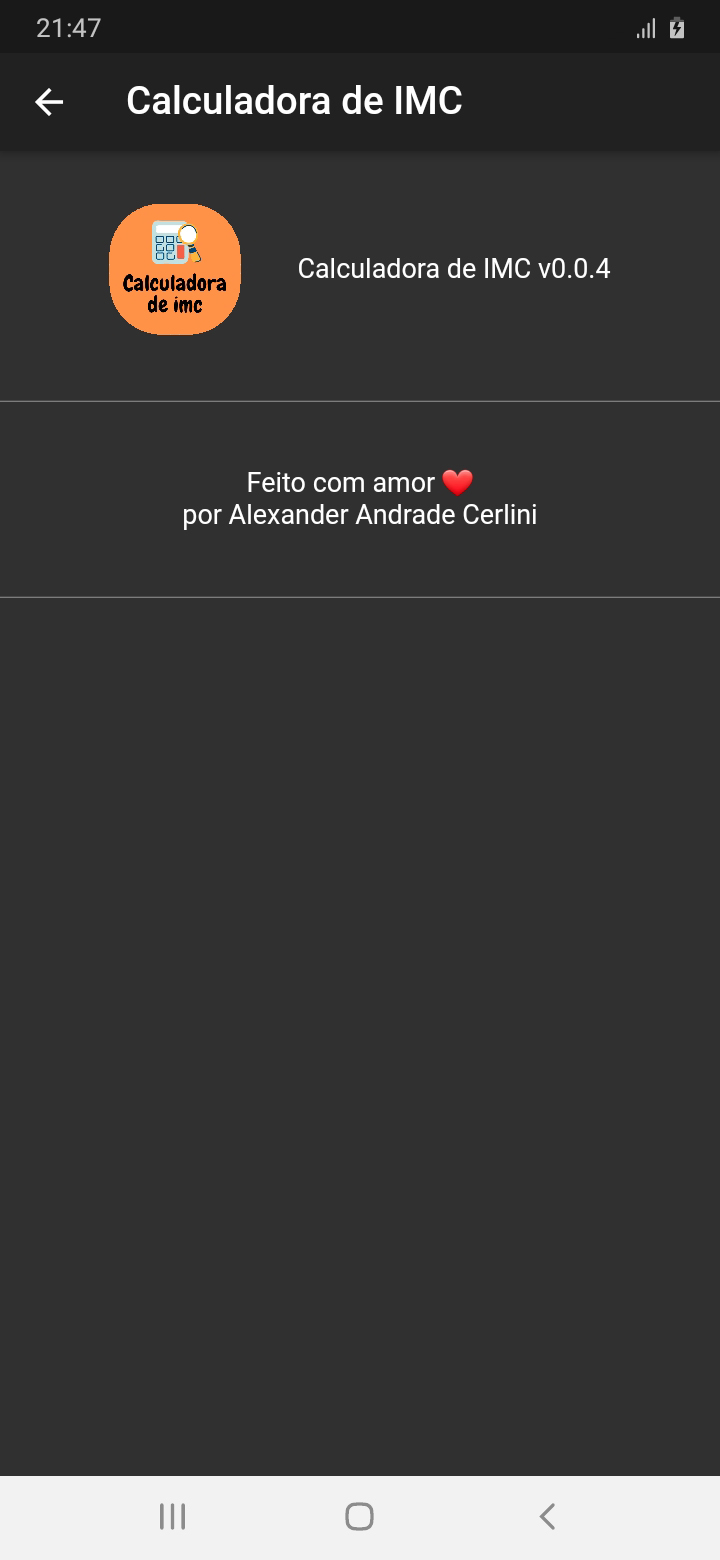 21:47
Calculadora de IMC
Calculadora
de imc
Calculadora de IMC v0.0.4
Feito com amor ❤️
por Alexander Andrade Cerlini